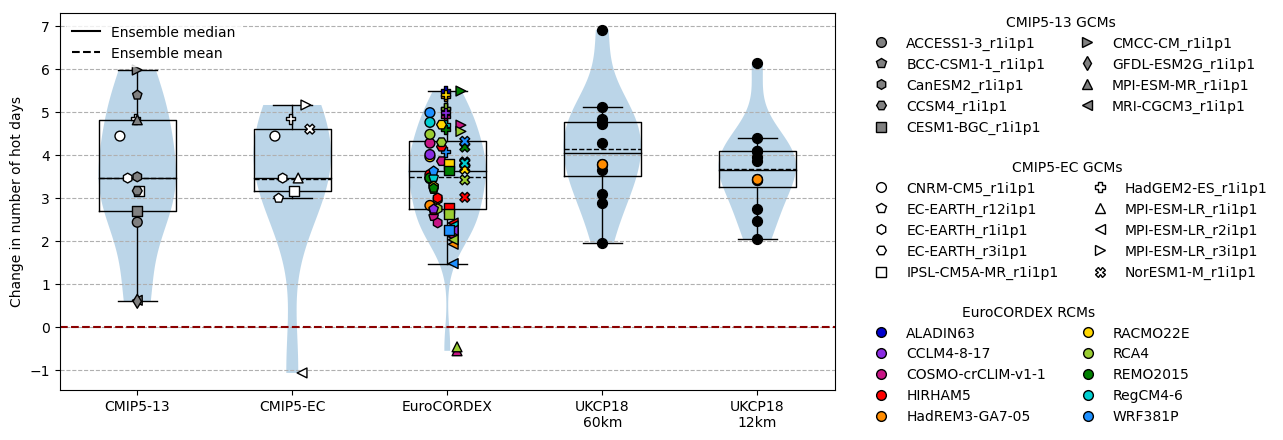 Change in number of hot days
7
6
5
4
3
2
1
0
−1
Ensemble median
Ensemble mean
CMIP5-13
CMIP5-EC
EuroCORDEX
UKCP18
60km
UKCP18
12km
CMIP5-13 GCMs
ACCESS1-3_r1i1p1
BCC-CSM1-1_r1i1p1
CanESM2_r1i1p1
CCSM4_r1i1p1
CESM1-BGC_r1i1p1
CMCC-CM_r1i1p1
GFDL-ESM2G_r1i1p1
MPI-ESM-MR_r1i1p1
MRI-CGCM3_r1i1p1
CMIP5-EC GCMs
CNRM-CM5_r1i1p1
EC-EARTH_r12i1p1
EC-EARTH_r1i1p1
EC-EARTH_r3i1p1
IPSL-CM5A-MR_r1i1p1
HadGEM2-ES_r1i1p1
MPI-ESM-LR_r1i1p1
MPI-ESM-LR_r2i1p1
MPI-ESM-LR_r3i1p1
NorESM1-M_r1i1p1
EuroCORDEX RCMs
ALADIN63
CCLM4-8-17
COSMO-crCLIM-v1-1
HIRHAM5
HadREM3-GA7-05
RACMO22E
RCA4
REMO2015
RegCM4-6
WRF381P